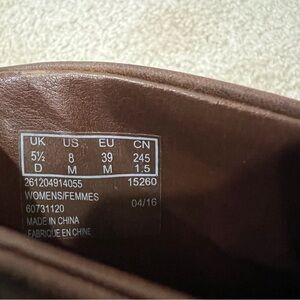 UK US EU CN
5½ 8 39 245
D M M 1.5
261204914055 15260
WOMENS/FEMMES 04/16
60731120
MADE IN CHINA
FABRIQUE EN CHINE